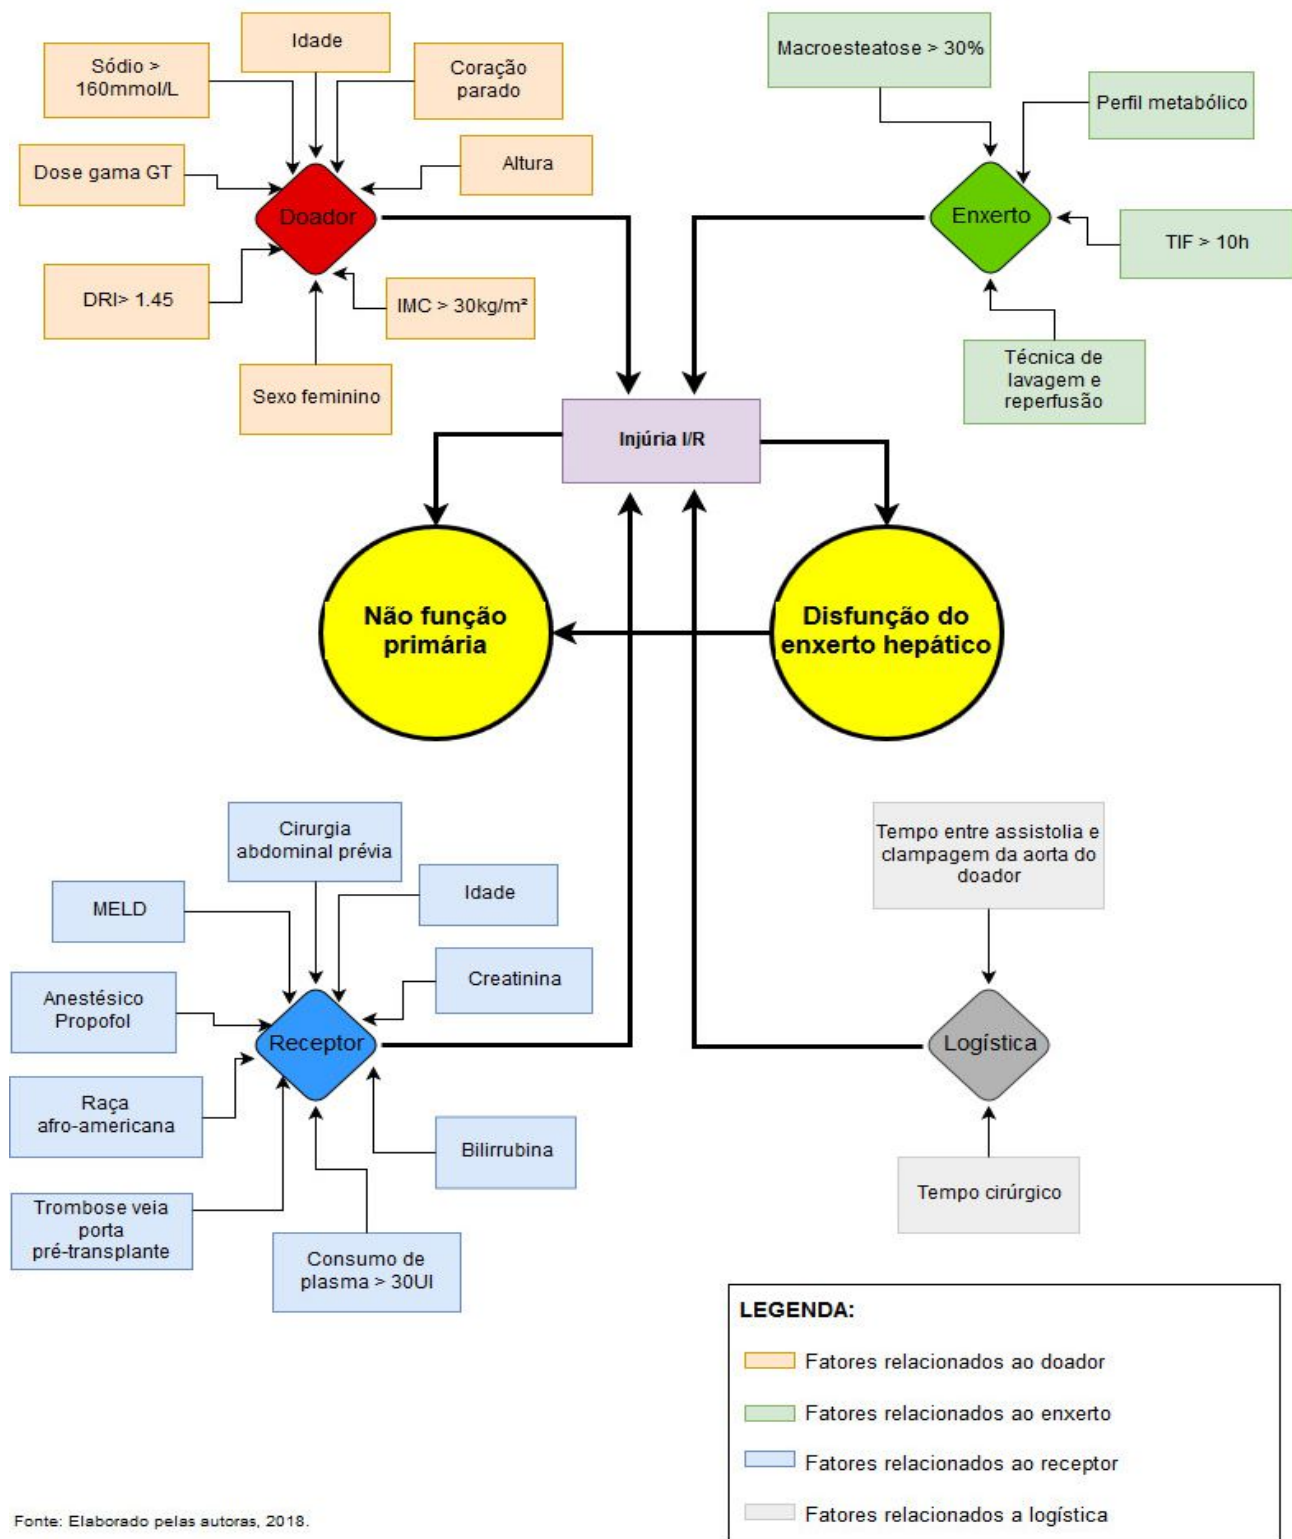 Idade
Sódio >
160mmol/L
Coração
parado
Dose gama GT
Altura
Doador
DRI> 1.45
IMC > 30kg/m²
Sexo feminino
Macroesteatose > 30%
Perfil metabólico
Enxerto
TIF > 10h
Técnica de
lavagem e
reperfusão
Injúria I/R
Não função
primária
Disfunção do
enxerto hepático
Cirurgia
abdominal prévia
MELD
Idade
Anestésico
Propofol
Creatinina
Receptor
Raça
afro-americana
Bilirrubina
Trombose veia
porta
pré-transplante
Consumo de
plasma > 30UI
Tempo entre assistolia e
clampagem da aorta do
doador
Logística
Tempo cirúrgico
LEGENDA:
Fatores relacionados ao doador
Fatores relacionados ao enxerto
Fatores relacionados ao receptor
Fatores relacionados a logística
Fonte: Elaborado pelas autoras, 2018.